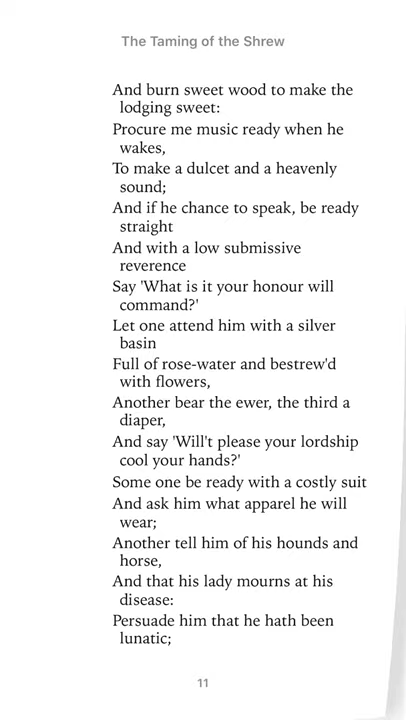 The Taming of the Shrew
And burn sweet wood to make the
lodging sweet:
Procure me music ready when he
wakes,
To make a dulcet and a heavenly
sound;
And if he chance to speak, be ready
straight
And with a low submissive
reverence
Say 'What is it your honour will
command?'
Let one attend him with a silver
basin
Full of rose-water and bestrew'd
with flowers,
Another bear the ewer, the third a
diaper,
And say 'Will't please your lordship
cool your hands?'
Some one be ready with a costly suit
And ask him what apparel he will
wear;
Another tell him of his hounds and
horse,
And that his lady mourns at his
disease:
Persuade him that he hath been
lunatic;
11